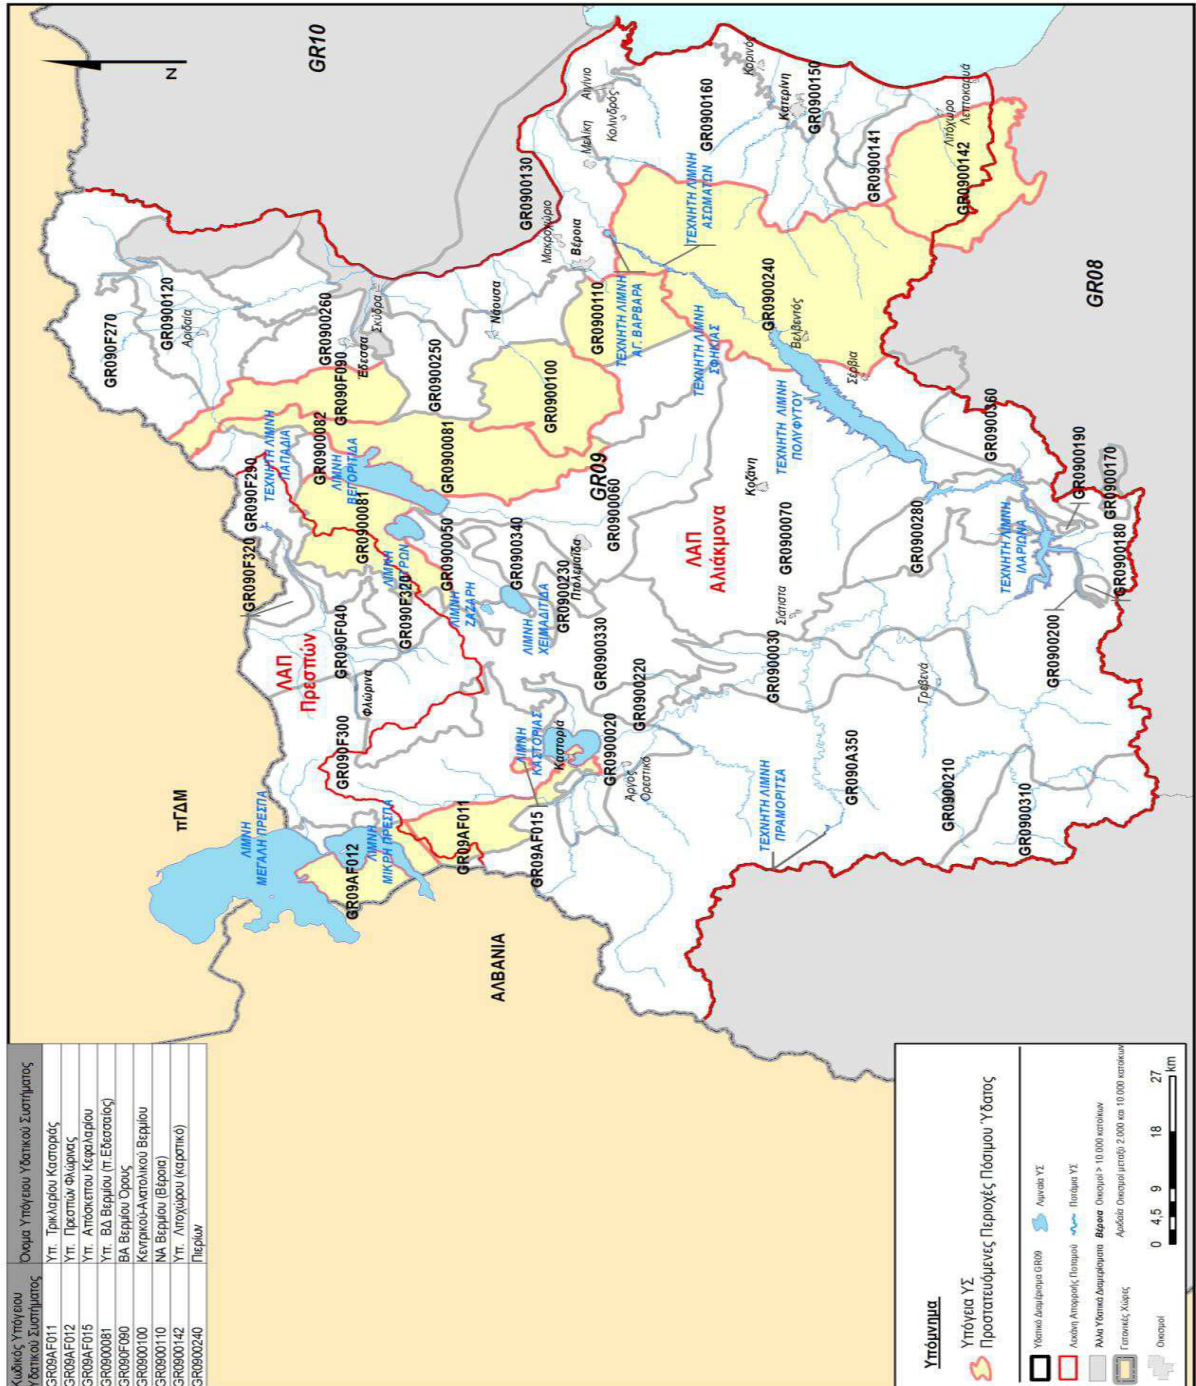 Κωδικός Υπόγειου Υδατικού Συστήματος
Όνομα Υπόγειου Υδατικού Συστήματος
GR09AF011 Υπ. Τρικλαρίου Καστοριάς
GR09AF012 Υπ. Πρεσπών Φλώρινας
GR09AF015 Υπ. Απόσκεπου Κεφαλαρίου
GR0900081 Υπ. ΒΔ Βερμίου (π.Εδεσσαίος)
GR090F090 ΒΑ Βερμίου Όρους
GR0900100 Κεντρικού-Ανατολικού Βερμίου
GR0900110 ΝΑ Βερμίου (Βέροια)
GR0900142 Υπ. Λιτοχώρου (καρστικό)
GR0900240 Πιερίων
πΓΔΜ
ΑΛΒΑΝΙΑ
GR10
GR08
GR09
N
ΛΑΠ
Πρεσπών
ΛΑΠ
Αλιάκμονα
ΛΙΜΝΗ
ΜΕΓΑΛΗ ΠΡΕΣΠΑ
ΛΙΜΝΗ
ΜΙΚΡΗ ΠΡΕΣΠΑ
GR09AF012
GR09AF011
GR09AF015
GR090F300
GR090F040
Φλώρινα
GR090F320
GR090F320
GR090F290
ΤΕΧΝΗΤΗ ΛΙΜΝΗ
ΠΑΠΑΔΙΑ
GR0900082
ΛΙΜΝΗ
ΒΕΓΟΡΙΤΙΔΑ
GR0900081
GR0900081
ΛΙΜΝΗ
GR090F090
GR090F270
GR0900120
Αριδαία
GR0900260
Έδεσσα
Σκύδρα
GR0900250
Νάουσα
GR0900100
GR0900110
GR0900130
Μακροχώριο
Βέροια
Μελίκη
Αιγίνιο
Κολινδρός
GR0900160
Κορινός
Κατερίνη
GR0900150
GR0900141
GR0900142
Λιτόχωρο
Λεπτοκαρυά
ΤΕΧΝΗΤΗ ΛΙΜΝΗ
ΑΣΩΜΑΤΩΝ
ΤΕΧΝΗΤΗ ΛΙΜΝΗ
ΑΓ. ΒΑΡΒΑΡΑ
ΤΕΧΝΗΤΗ ΛΙΜΝΗ
ΣΦΗΚΙΑΣ
GR0900240
Βελβεντός
Σέρβια
ΤΕΧΝΗΤΗ ΛΙΜΝΗ
ΠΟΛΥΦΥΤΟΥ
Κοζάνη
GR0900050
ΛΙΜΝΗ
ΖΑΖΑΡΗ
GR0900340
ΛΙΜΝΗ
ΧΕΙΜΑΔΙΤΙΔΑ
GR0900230
Πτολεμαΐδα
GR0900060
GR0900330
GR0900220
ΛΙΜΝΗ
ΚΑΣΤΟΡΙΑΣ
Καστοριά
GR0900020
Άργος
Ορεστικό
GR0900030
Σιάτιστα
GR0900070
GR090A350
ΤΕΧΝΗΤΗ ΛΙΜΝΗ
ΠΡΑΜΟΡΙΤΣΑ
GR0900210
GR0900310
Γρεβενά
GR0900280
GR0900360
GR0900190
GR0900170
GR0900180
GR0900200
ΤΕΧΝΗΤΗ ΛΙΜΝΗ
ΙΛΑΡΙΩΝΑ
Υπόμνημα
Υπόγεια ΥΣ
Προστατευόμενες Περιοχές Πόσιμου Ύδατος
Υδατικό Διαμέρισμα GR09
Λεκάνη Απορροής Ποταμού
Άλλα Υδατικά Διαμερίσματα
Γειτονικές Χώρες
Οικισμοί
Λιμναία ΥΣ
Ποτάμια ΥΣ
Βέροια Οικισμοί > 10.000 κατοίκων
Αριδαία Οικισμοί μεταξύ 2.000 και 10.000 κατοίκων
0 4,5 9 18 27
km